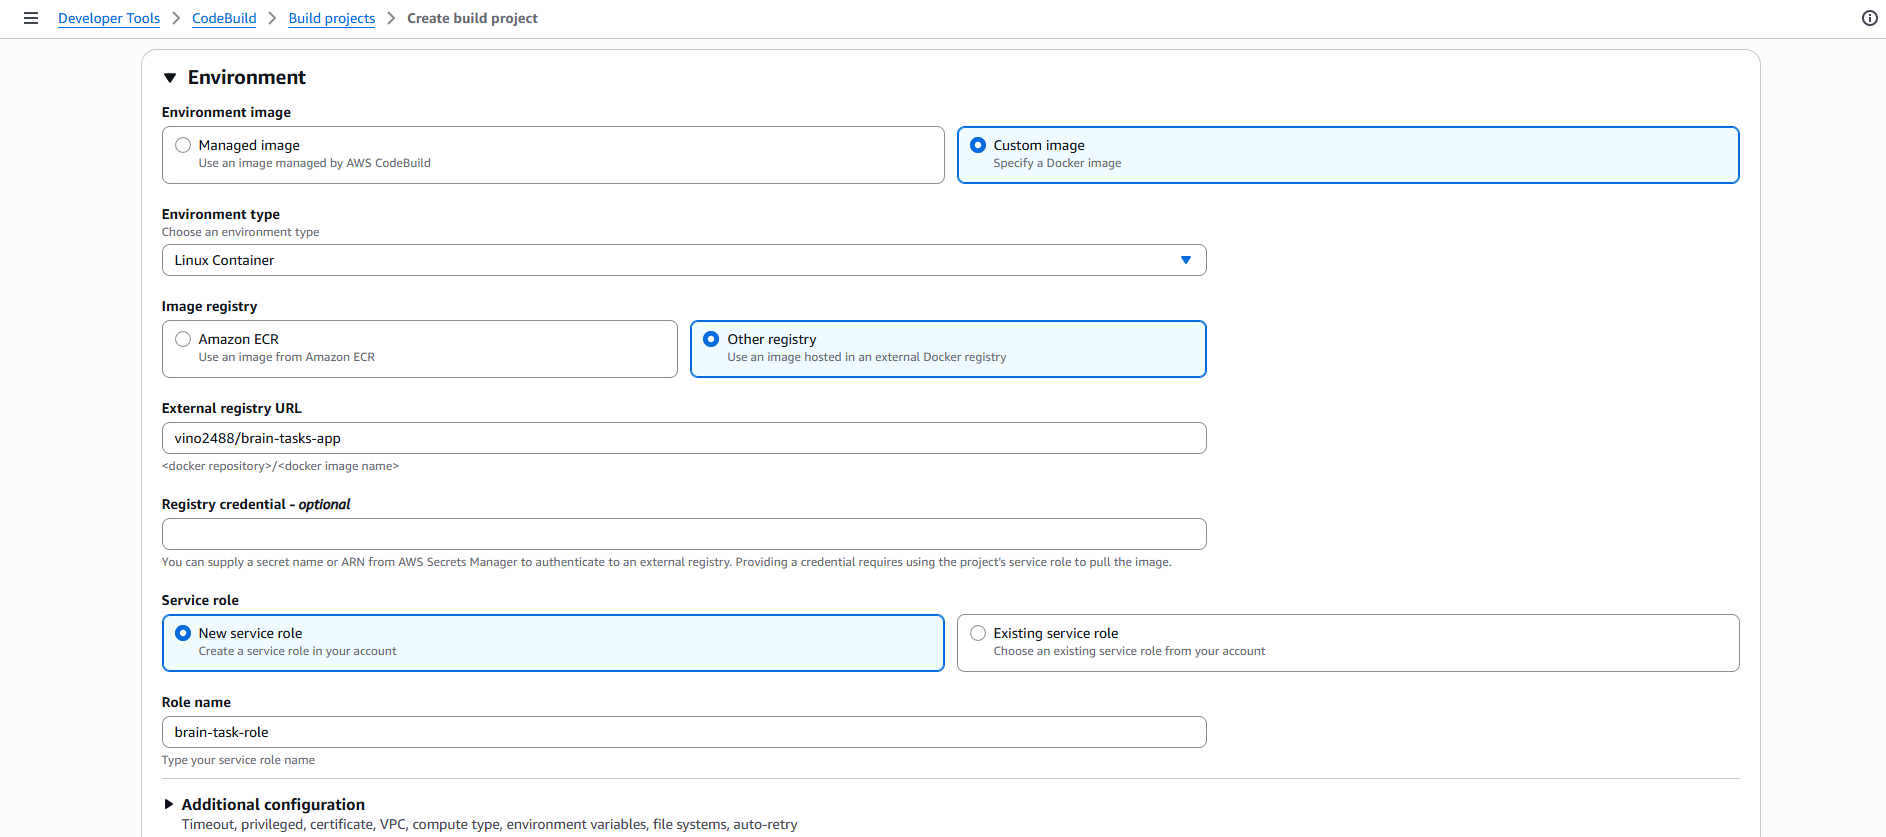 Developer Tools > CodeBuild > Build projects > Create build project
Environment
Environment image
Managed image
Use an image managed by AWS CodeBuild
Custom image
Specify a Docker image
Environment type
Choose an environment type
Linux Container
Image registry
Amazon ECR
Use an image from Amazon ECR
Other registry
Use an image hosted in an external Docker registry
External registry URL
vino2488/brain-tasks-app
<docker repository>/<docker image name>
Registry credential - optional
You can supply a secret name or ARN from AWS Secrets Manager to authenticate to an external registry. Providing a credential requires using the project's service role to pull the image.
Service role
New service role
Create a service role in your account
Existing service role
Choose an existing service role from your account
Role name
brain-task-role
Type your service role name
Additional configuration
Timeout, privileged, certificate, VPC, compute type, environment variables, file systems, auto-retry